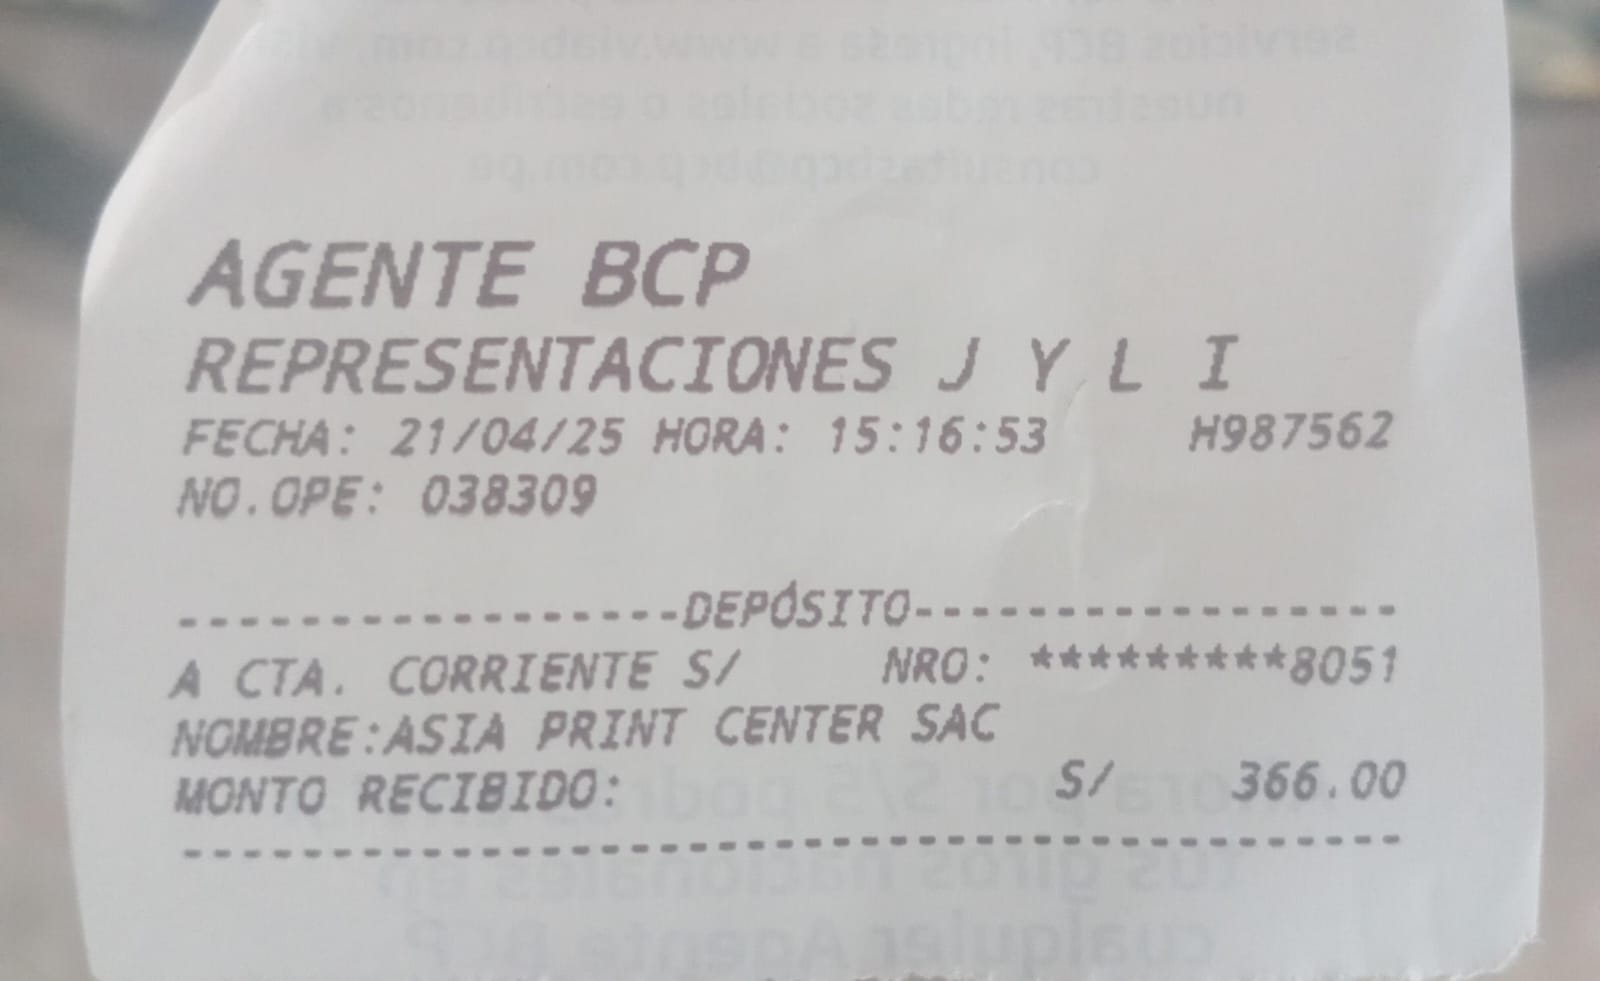 AGENTE BCP
REPRESENTACIONES J Y L I
FECHA: 21/04/25 HORA: 15:16:53 H987562
NO.OPE: 038309
------------------DEPÓSITO----------------
A CTA. CORRIENTE S/ NRO: *********8051
NOMBRE:ASIA PRINT CENTER SAC
MONTO RECIBIDO: S/ 366.00
-----------------------------------------